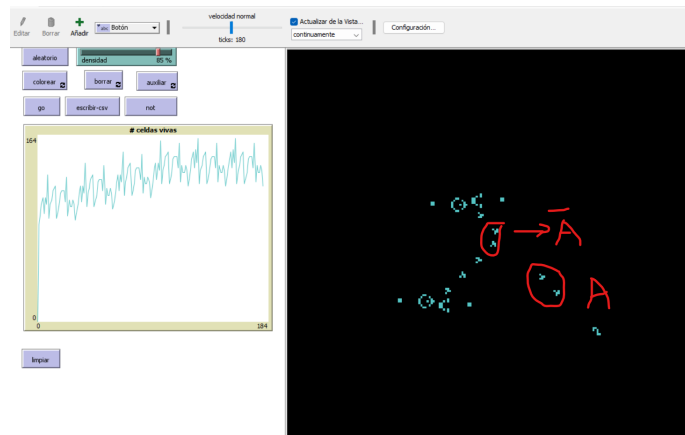 velocidad normal
Editar
Borrar
Añadir
abc Botón
ticks: 180
Actualizar de la Vista...
continuamente
Configuración...
aleatorio
densidad
85 %
colorear
borrar
auxiliar
go
escribir-csv
not
# celdas vivas
164
0
0
184
limpiar
Ā
A